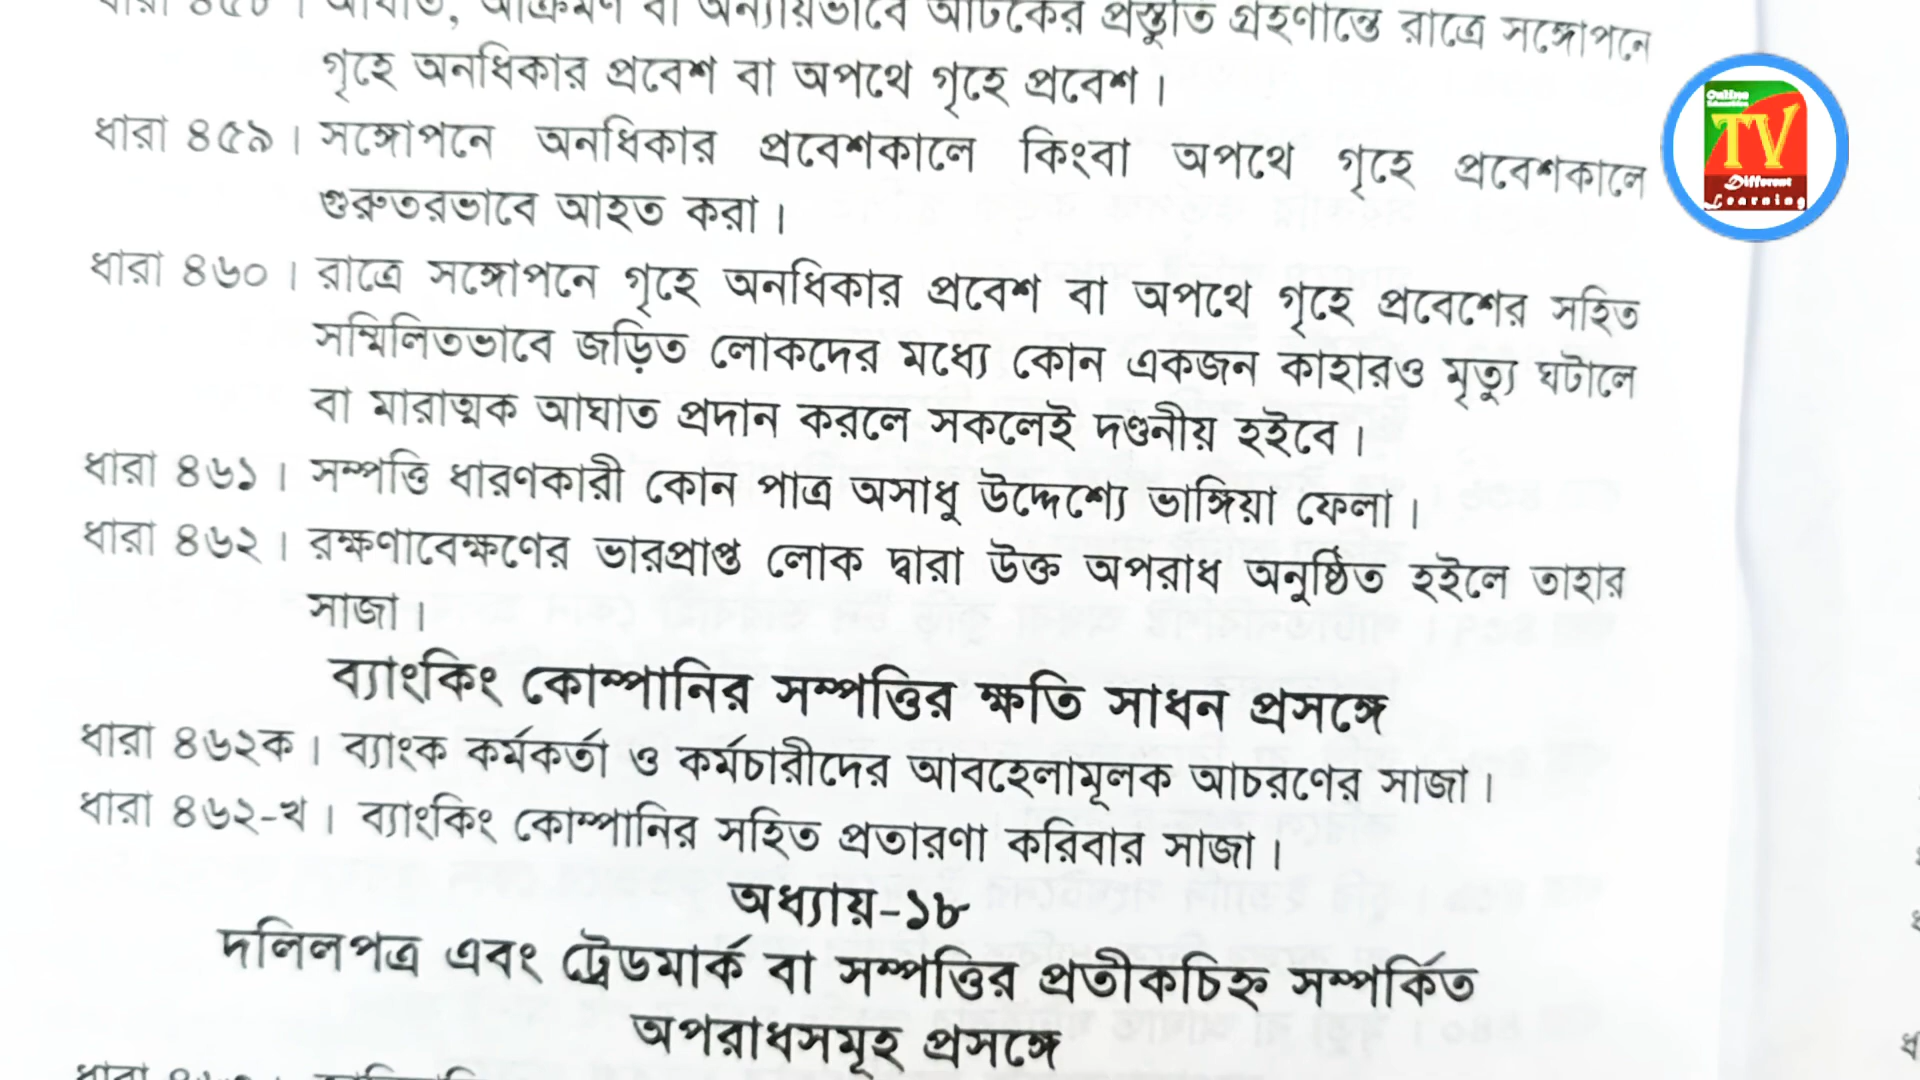 আঘাত, আক্রমণ বা অন্যায়ভাবে আটকের প্রস্তুতি গ্রহণান্তে রাত্রে সঙ্গোপনে
গৃহে অনধিকার প্রবেশ বা অপথে গৃহে প্রবেশ।
ধারা ৪৫৯। সঙ্গোপনে অনধিকার প্রবেশকালে কিংবা অপথে গৃহে প্রবেশকালে
গুরুতরভাবে আহত করা।
ধারা ৪৬০। রাত্রে সঙ্গোপনে গৃহে অনধিকার প্রবেশ বা অপথে গৃহে প্রবেশের সহিত
সম্মিলিতভাবে জড়িত লোকদের মধ্যে কোন একজন কাহারও মৃত্যু ঘটালে
বা মারাত্মক আঘাত প্রদান করলে সকলেই দণ্ডনীয় হইবে।
ধারা ৪৬১। সম্পত্তি ধারণকারী কোন পাত্র অসাধু উদ্দেশ্যে ভাঙ্গিয়া ফেলা।
ধারা ৪৬২। রক্ষণাবেক্ষণের ভারপ্রাপ্ত লোক দ্বারা উক্ত অপরাধ অনুষ্ঠিত হইলে তাহার
সাজা।
ব্যাংকিং কোম্পানির সম্পত্তির ক্ষতি সাধন প্রসঙ্গে
ধারা ৪৬২ক। ব্যাংক কর্মকর্তা ও কর্মচারীদের আবহেলামূলক আচরণের সাজা।
ধারা ৪৬২-খ। ব্যাংকিং কোম্পানির সহিত প্রতারণা করিবার সাজা।
অধ্যায়-১৮
দলিলপত্র এবং ট্রেডমার্ক বা সম্পত্তির প্রতীকচিহ্ন সম্পর্কিত
অপরাধসমূহ প্রসঙ্গে
Online
TV
Different
Learning